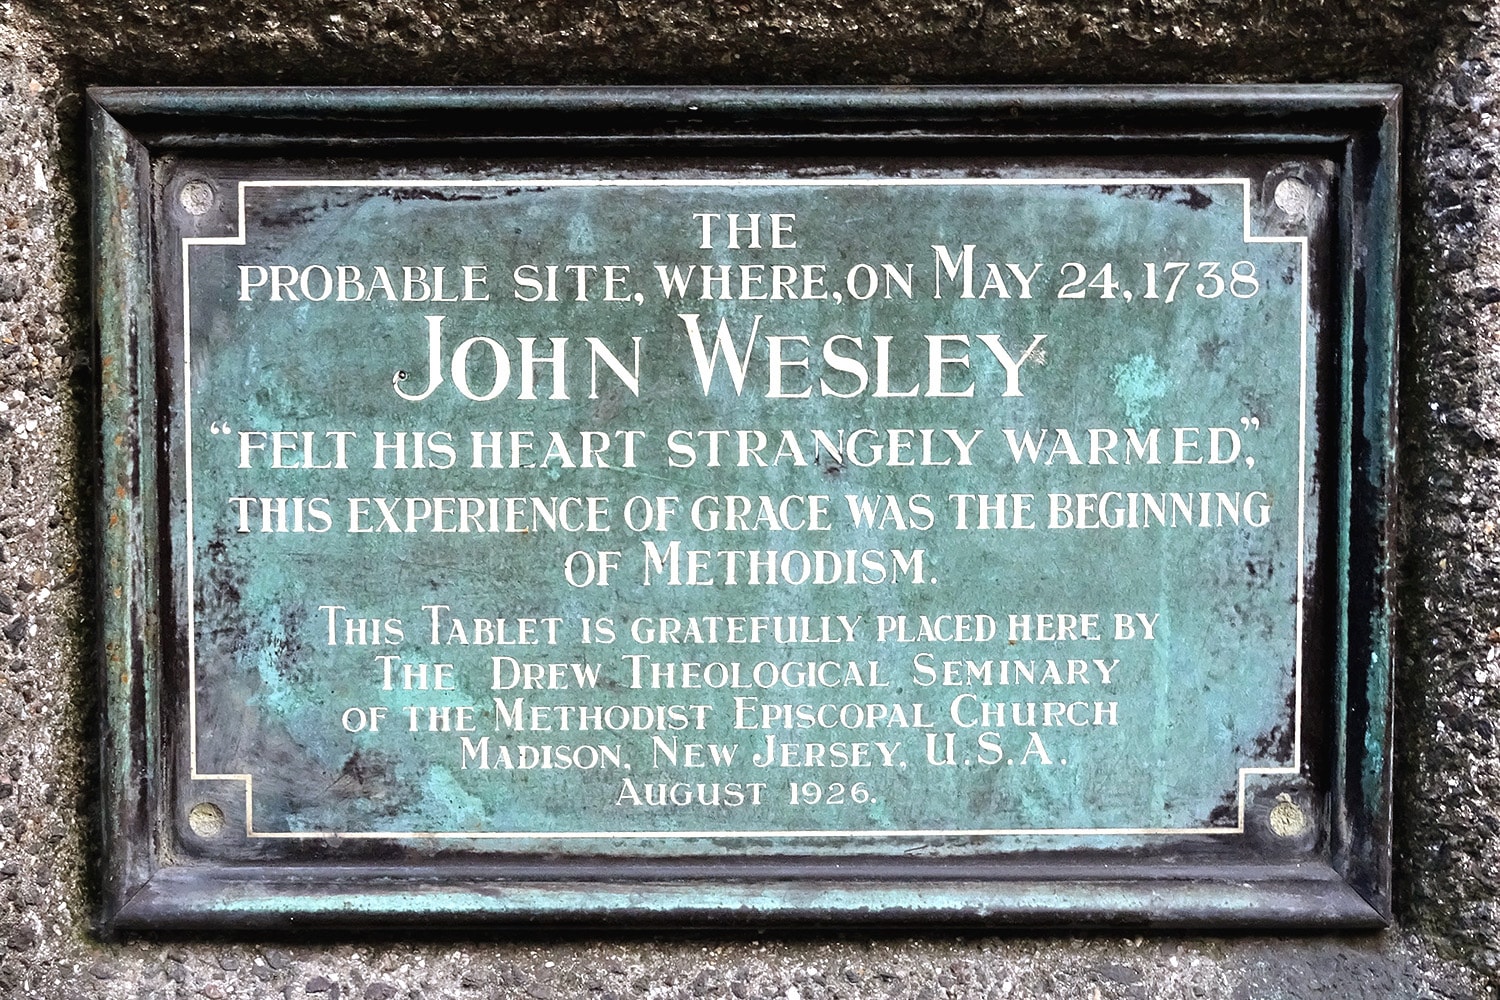 THE
PROBABLE SITE, WHERE, ON MAY 24, 1738
JOHN WESLEY
“FELT HIS HEART STRANGELY WARMED,”
THIS EXPERIENCE OF GRACE WAS THE BEGINNING
OF METHODISM.
THIS TABLET IS GRATEFULLY PLACED HERE BY
THE DREW THEOLOGICAL SEMINARY
OF THE METHODIST EPISCOPAL CHURCH
MADISON, NEW JERSEY, U.S.A.
AUGUST 1926.